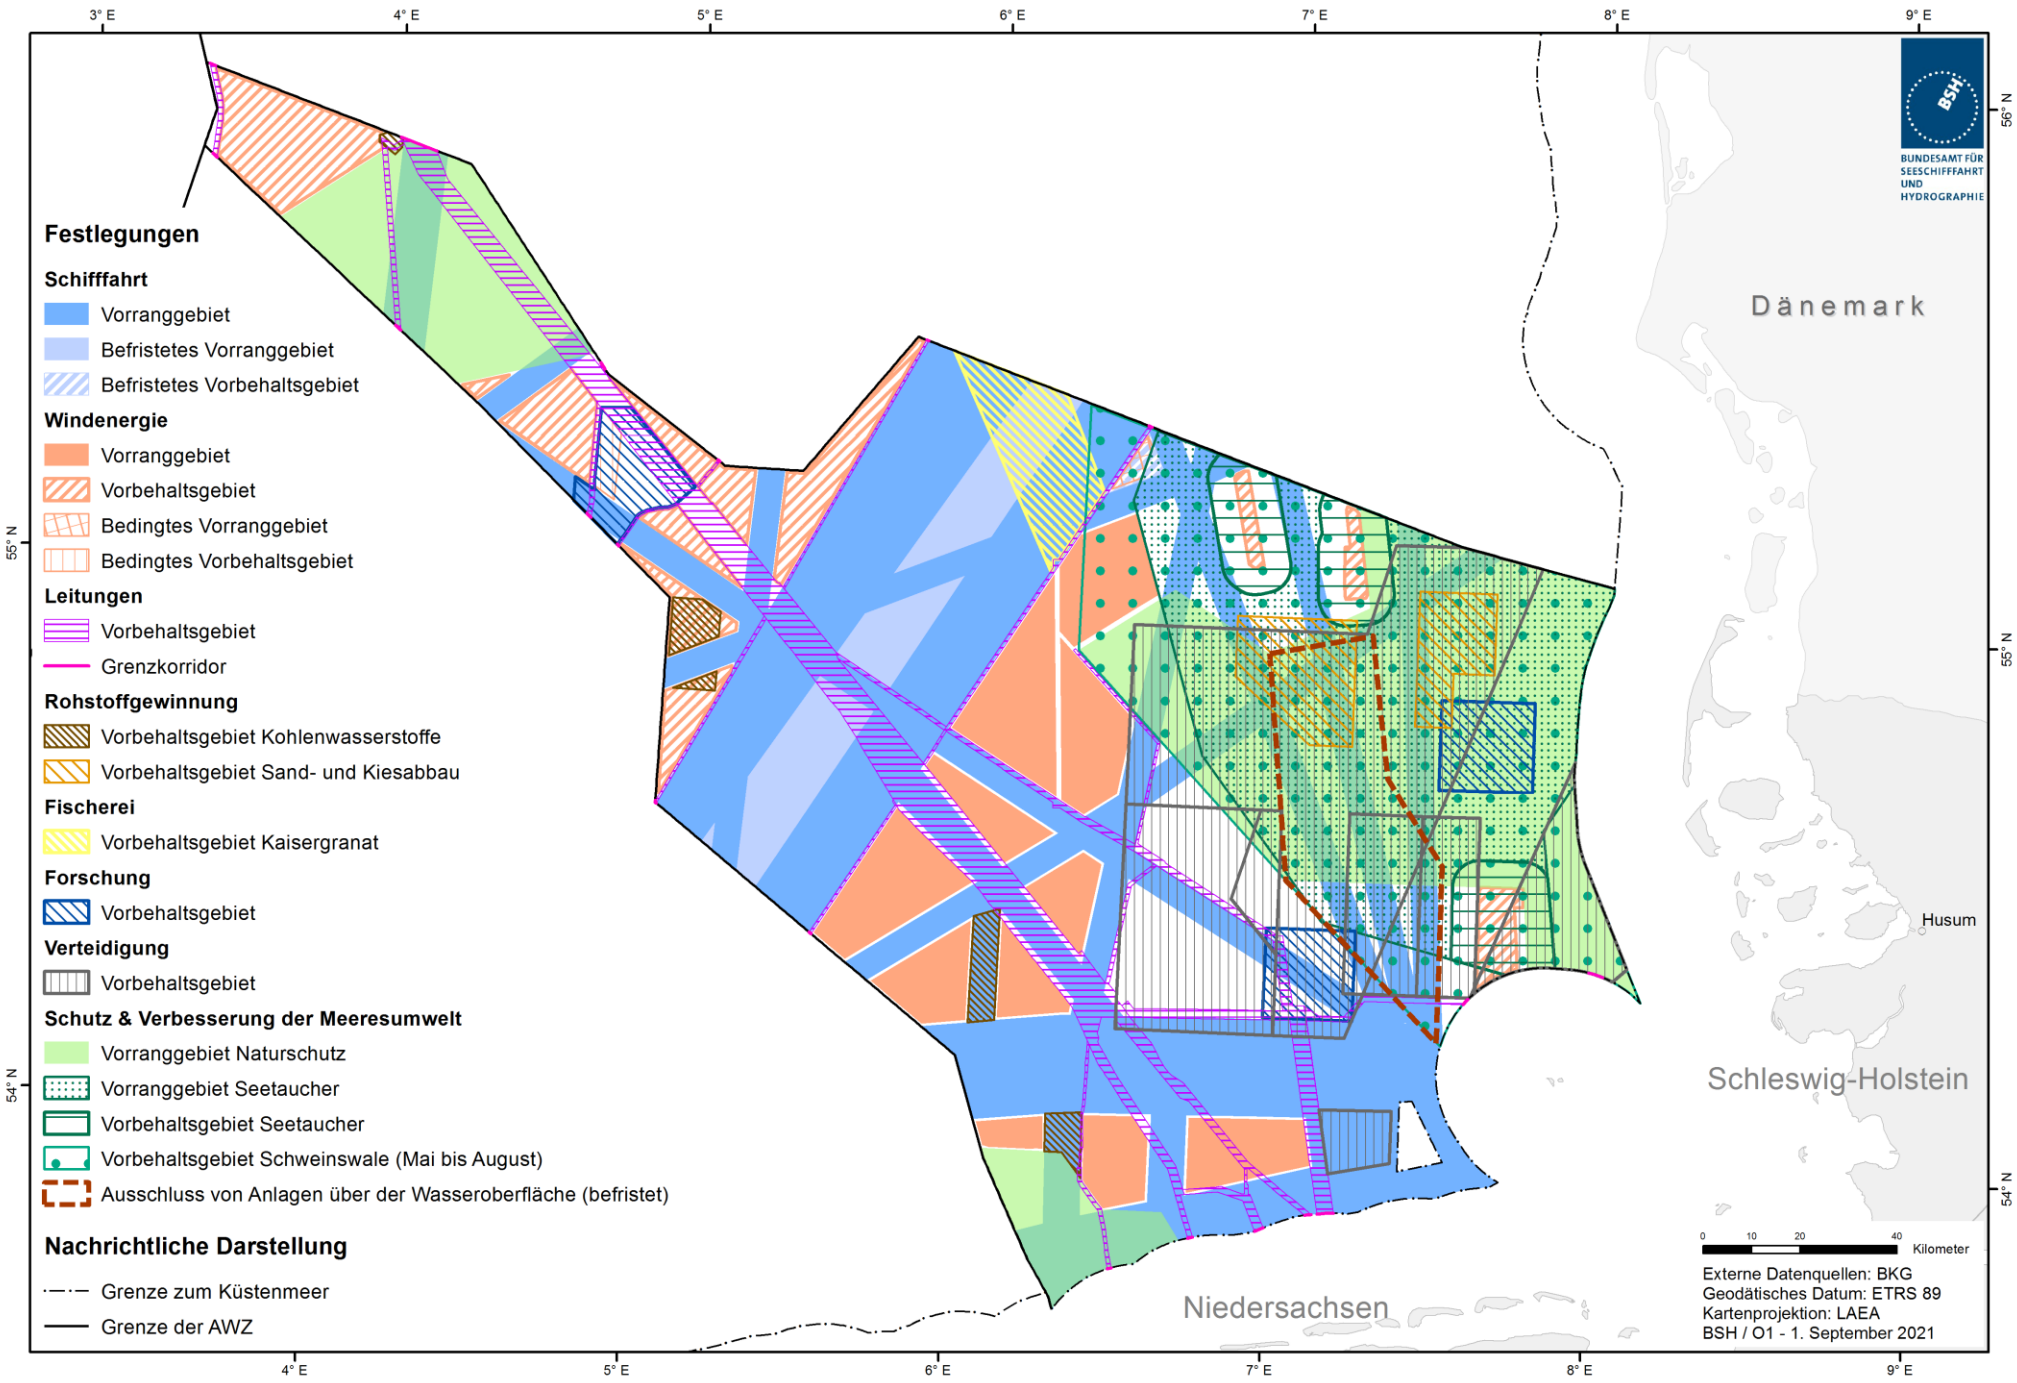 3° E 4° E 5° E 6° E 7° E 8° E 9° E
56° N
BSH
BUNDESAMT FÜR
SEESCHIFFFAHRT
UND
HYDROGRAPHIE
Festlegungen
Schifffahrt
Vorranggebiet
Befristetes Vorranggebiet
Befristetes Vorbehaltsgebiet
Windenergie
Vorranggebiet
Vorbehaltsgebiet
Bedingtes Vorranggebiet
Bedingtes Vorbehaltsgebiet
Leitungen
Vorbehaltsgebiet
Grenzkorridor
Rohstoffgewinnung
Vorbehaltsgebiet Kohlenwasserstoffe
Vorbehaltsgebiet Sand- und Kiesabbau
Fischerei
Vorbehaltsgebiet Kaisergranat
Forschung
Vorbehaltsgebiet
Verteidigung
Vorbehaltsgebiet
Schutz & Verbesserung der Meeresumwelt
Vorranggebiet Naturschutz
Vorranggebiet Seetaucher
Vorbehaltsgebiet Seetaucher
Vorbehaltsgebiet Schweinswale (Mai bis August)
Ausschluss von Anlagen über der Wasseroberfläche (befristet)
Nachrichtliche Darstellung
Grenze zum Küstenmeer
Grenze der AWZ
55° N
54° N
Dänemark
55° N
Husum
Schleswig-Holstein
54° N
Niedersachsen
0 10 20 40
Kilometer
Externe Datenquellen: BKG
Geodätisches Datum: ETRS 89
Kartenprojektion: LAEA
BSH / O1 - 1. September 2021
4° E 5° E 6° E 7° E 8° E 9° E